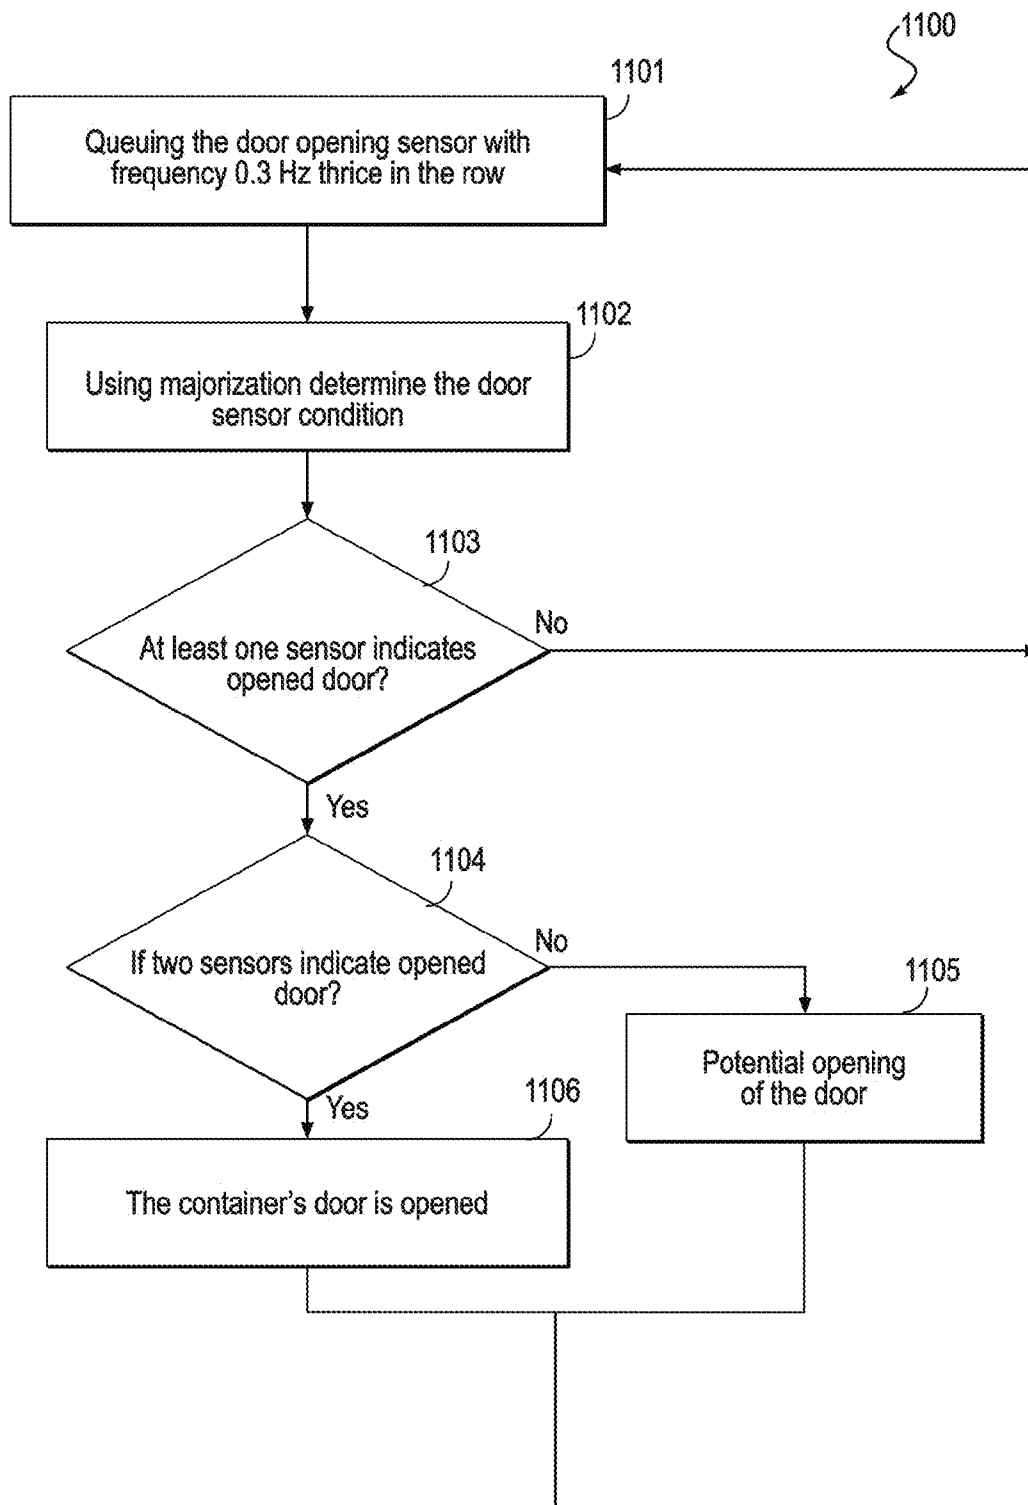 1100
1101
Queuing the door opening sensor with
frequency 0.3 Hz thrice in the row
1102
Using majorization determine the door
sensor condition
1103
At least one sensor indicates
opened door?
No
Yes
1104
If two sensors indicate opened
door?
No
Yes
1105
Potential opening
of the door
1106
The container's door is opened